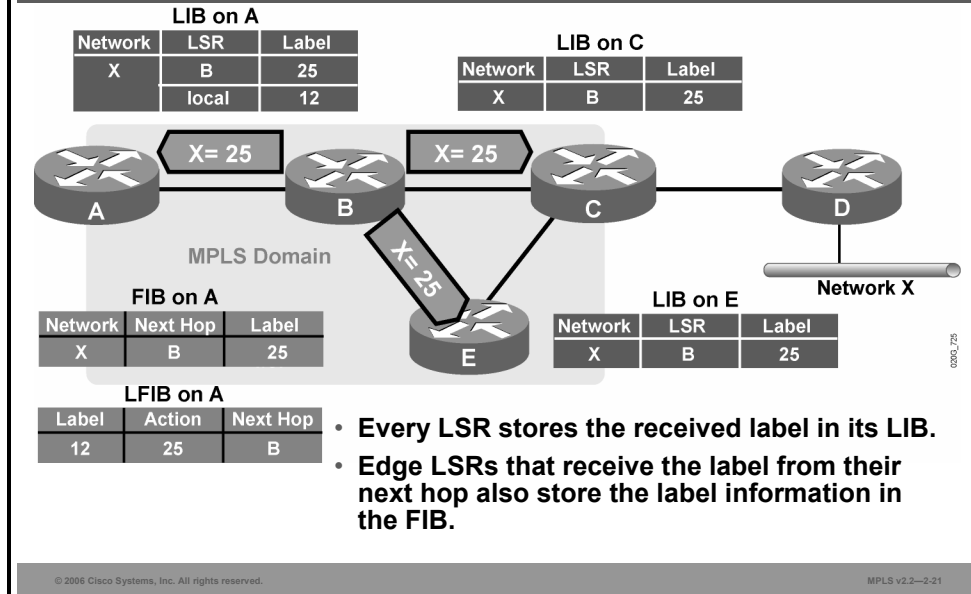 LIB on A
Network LSR Label
X B 25
local 12
LIB on C
Network LSR Label
X B 25
X= 25
X= 25
A
B
C
D
X= 25
MPLS Domain
Network X
E
FIB on A
Network Next Hop Label
X B 25
LIB on E
Network LSR Label
X B 25
020G_725
LFIB on A
Label Action Next Hop
12 25 B
• Every LSR stores the received label in its LIB.
• Edge LSRs that receive the label from their
next hop also store the label information in
the FIB.
© 2006 Cisco Systems, Inc. All rights reserved.
MPLS v2.2—2-21